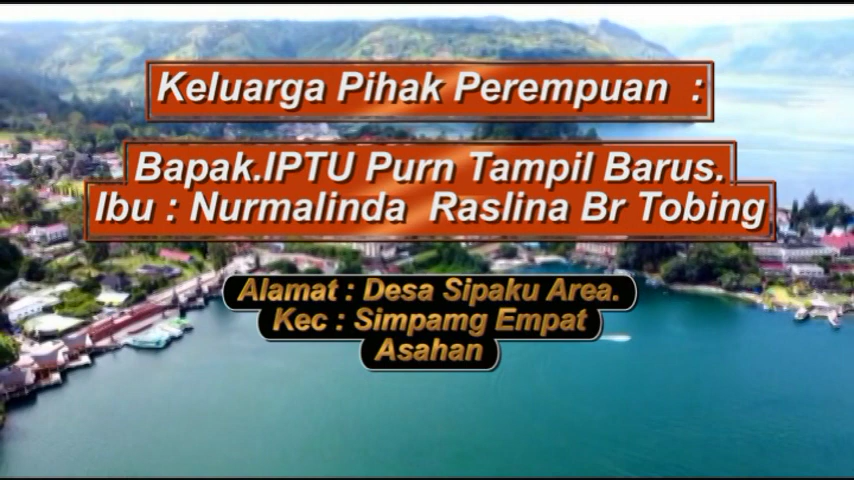 Keluarga Pihak Perempuan :
Bapak.IPTU Purn Tampil Barus.
Ibu : Nurmalinda Raslina Br Tobing
Alamat : Desa Sipaku Area.
Kec : Simpamg Empat
Asahan